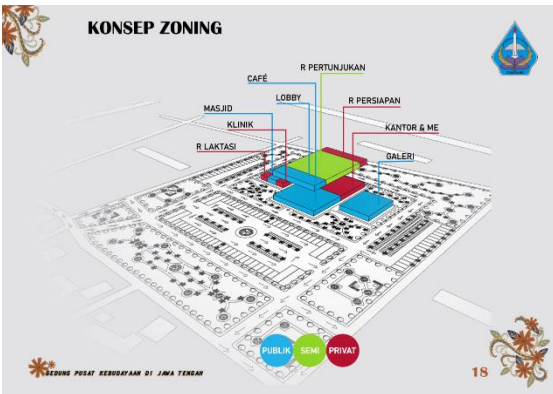 KONSEP ZONING
R PERTUNJUKAN
CAFÉ
LOBBY
R PERSIAPAN
MASJID
KLINIK
KANTOR & ME
R LAKTASI
GALERI
PUBLIK
SEMI
PRIVAT
GEDUNG PUSAT KEBUDAYAAN DI JAWA TENGAH
18